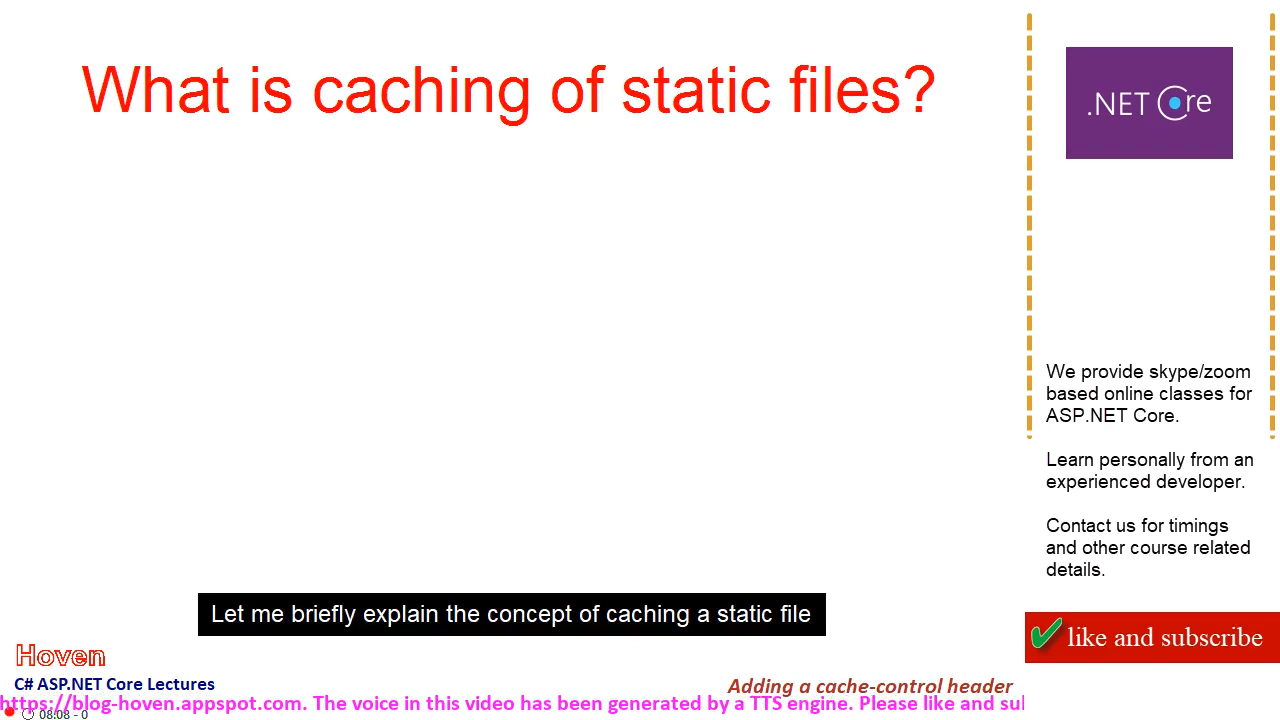 What is caching of static files?
.NET Core
We provide skype/zoom
based online classes for
ASP.NET Core.
Learn personally from an
experienced developer.
Contact us for timings
and other course related
details.
Let me briefly explain the concept of caching a static file
like and subscribe
Hoven
C# ASP.NET Core Lectures
Adding a cache-control header
https://blog-hoven.appspot.com. The voice in this video has been generated by a TTS engine. Please like and sul
08:08 - 0